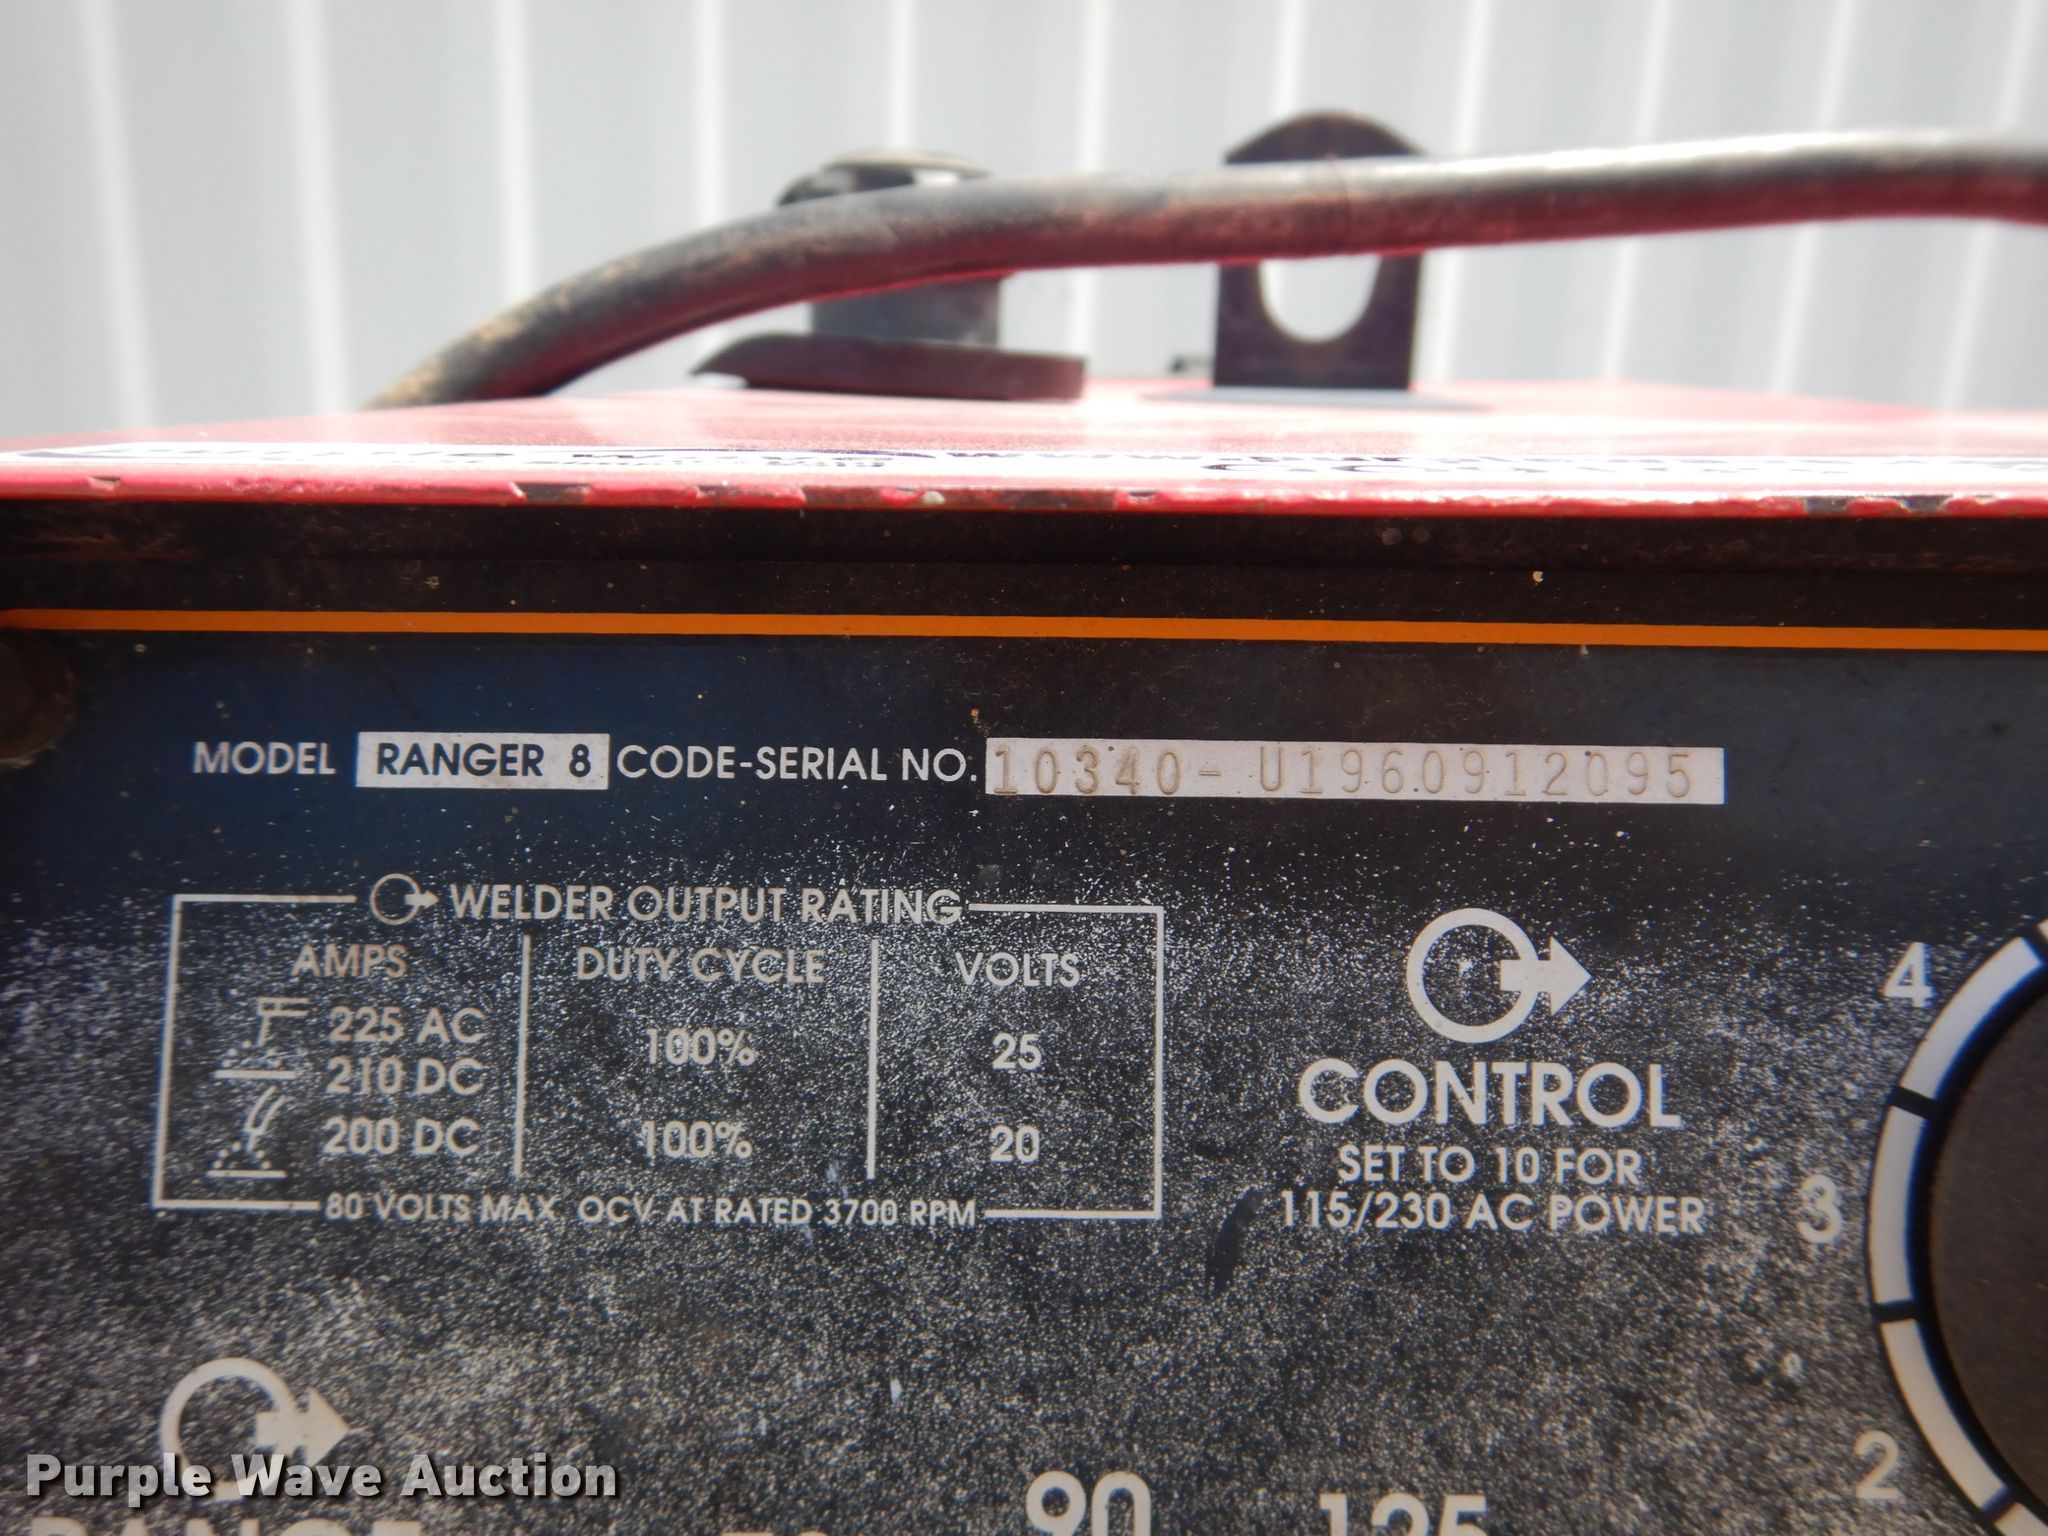 MODEL RANGER 8 CODE-SERIAL NO. 10340- U1960912095
WELDER OUTPUT RATING
AMPS DUTY CYCLE VOLTS
225 AC
210 DC
100% 25
200 DC 100% 20
80 VOLTS MAX OCV AT RATED 3700 RPM
CONTROL
SET TO 10 FOR
115/230 AC POWER
4
3
2
90
125
Purple Wave Auction